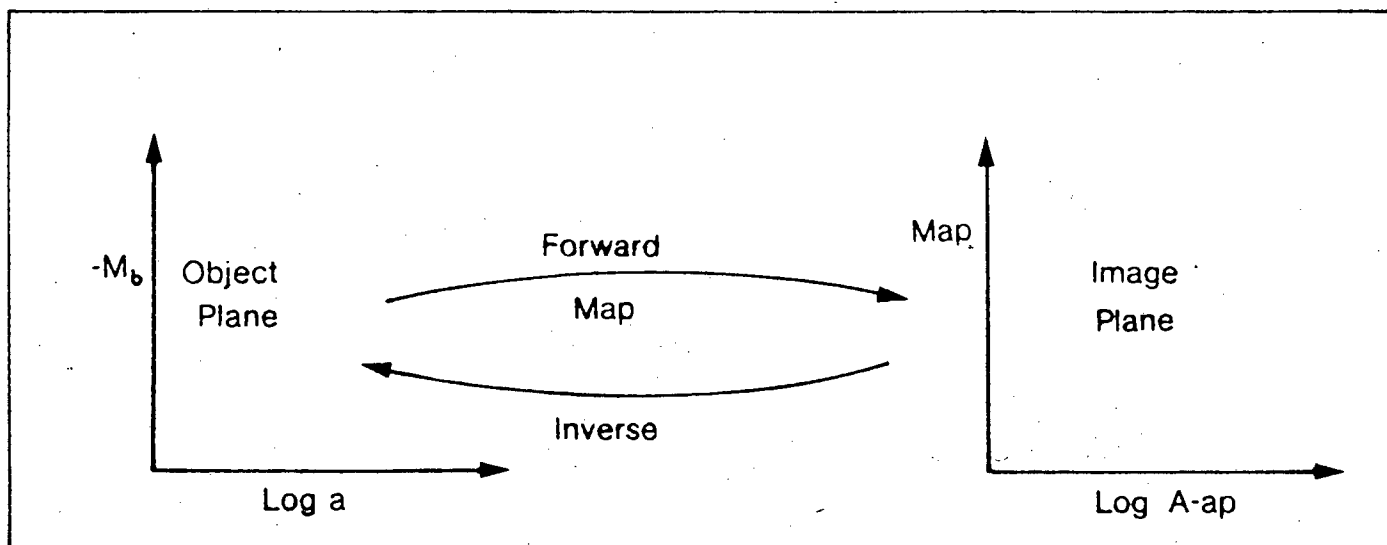 -M_b
Object
Plane
Log a
Forward
Map
Inverse
Map
Image
Plane
Log A-ap